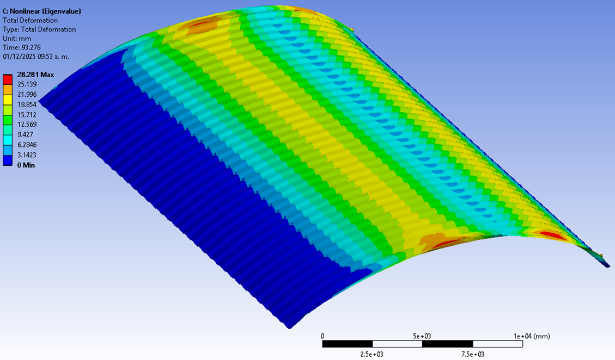 C: Nonlinear (Eigenvalue)
Total Deformation
Type: Total Deformation
Unit: mm
Time: 93.278
01/12/2025 09:53 a. m.
28.281 Max
25.139
21.996
18.854
15.712
12.569
9.427
6.2846
3.1423
0 Min
0 5e+03 1e+04 (mm)
2.5e+03 7.5e+03